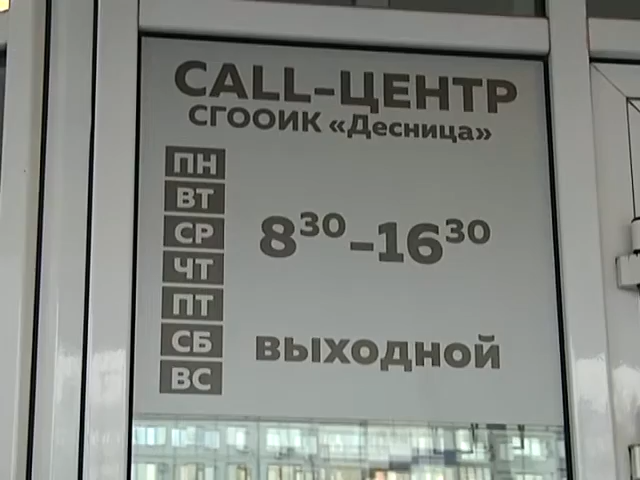 CALL-ЦЕНТР
СГООИК «Десница»
ПН
ВТ
СР
ЧТ
ПТ
8³⁰-16³⁰
СБ
ВС
ВЫХОДНОЙ